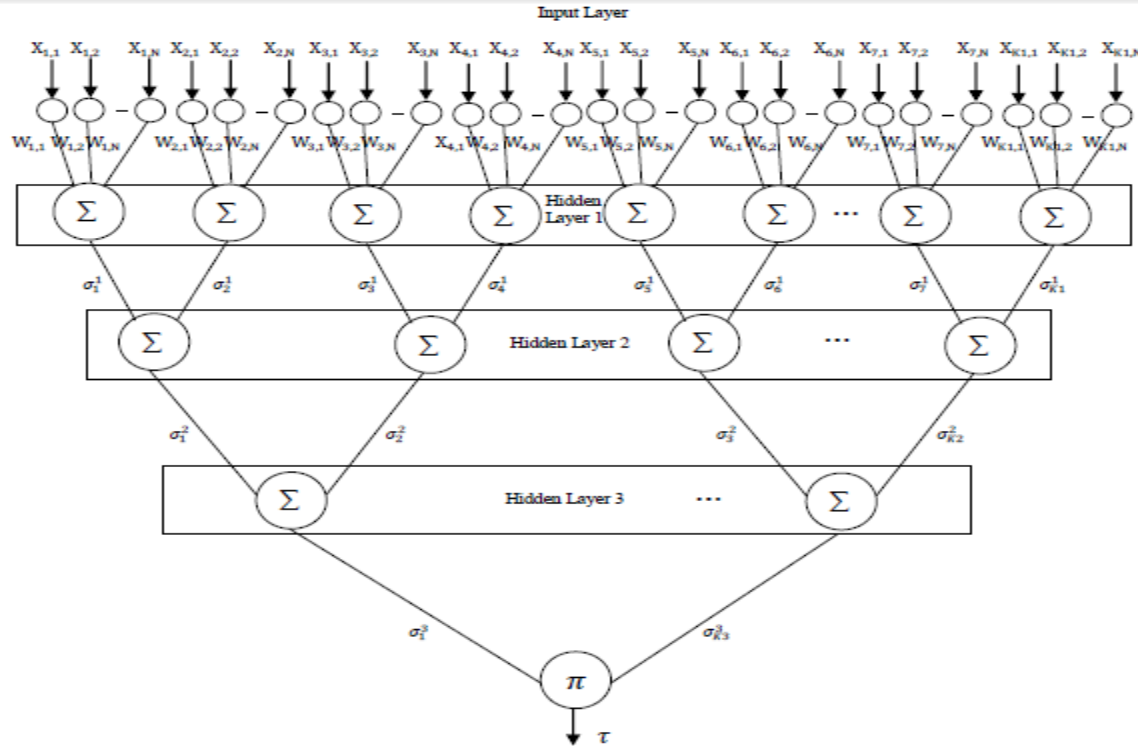 Input Layer
X1,1 X1,2 X1,N X2,1 X2,2 X2,N X3,1 X3,2 X3,N X4,1 X4,2 X4,N X5,1 X5,2 X5,N X6,1 X6,2 X6,N X7,1 X7,2 X7,N XK1,1 XK1,2 XK1,N
W1,1 W1,2 W1,N W2,1 W2,2 W2,N W3,1 W3,2 W3,N X4,1 W4,2 W4,N W5,1 W5,2 W5,N W6,1 W6,2 W6,N W7,1 W7,2 W7,N WK1,1 WK1,2 WK1,N
Σ Σ Σ Σ Hidden Layer 1 Σ Σ ... Σ Σ
σ₁¹ σ₂¹ σ₃¹ σ₄¹ σ₅¹ σ₆¹ σ₇¹ σK1¹
Σ Σ Hidden Layer 2 Σ ... Σ
σ₁² σ₂² σ₃² σK2²
Σ Hidden Layer 3 ... Σ
σ₁³ σK3³
π
τ